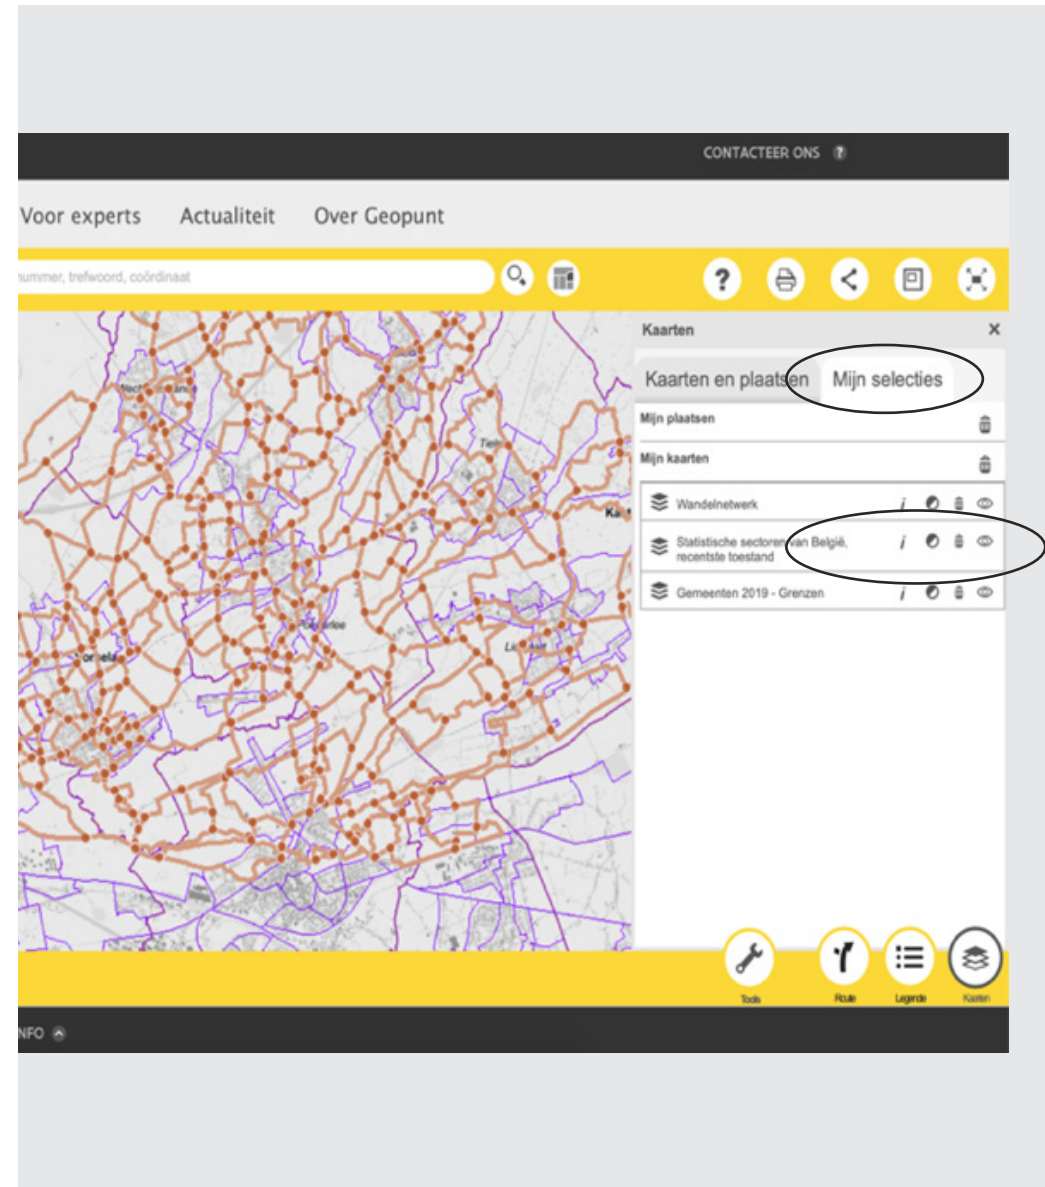 CONTACTEER ONS ?
Voor experts Actualiteit Over Geopunt
nummer, trefwoord, coördinaat
?
Kaarten ×
Kaarten en plaatsen Mijn selecties
Mijn plaatsen
Mijn kaarten
Wandelnetwerk i
Statistische sectoren van België, i
recentste toestand
Gemeenten 2019 - Grenzen i
Tools Route Legende Kaarten
NFO